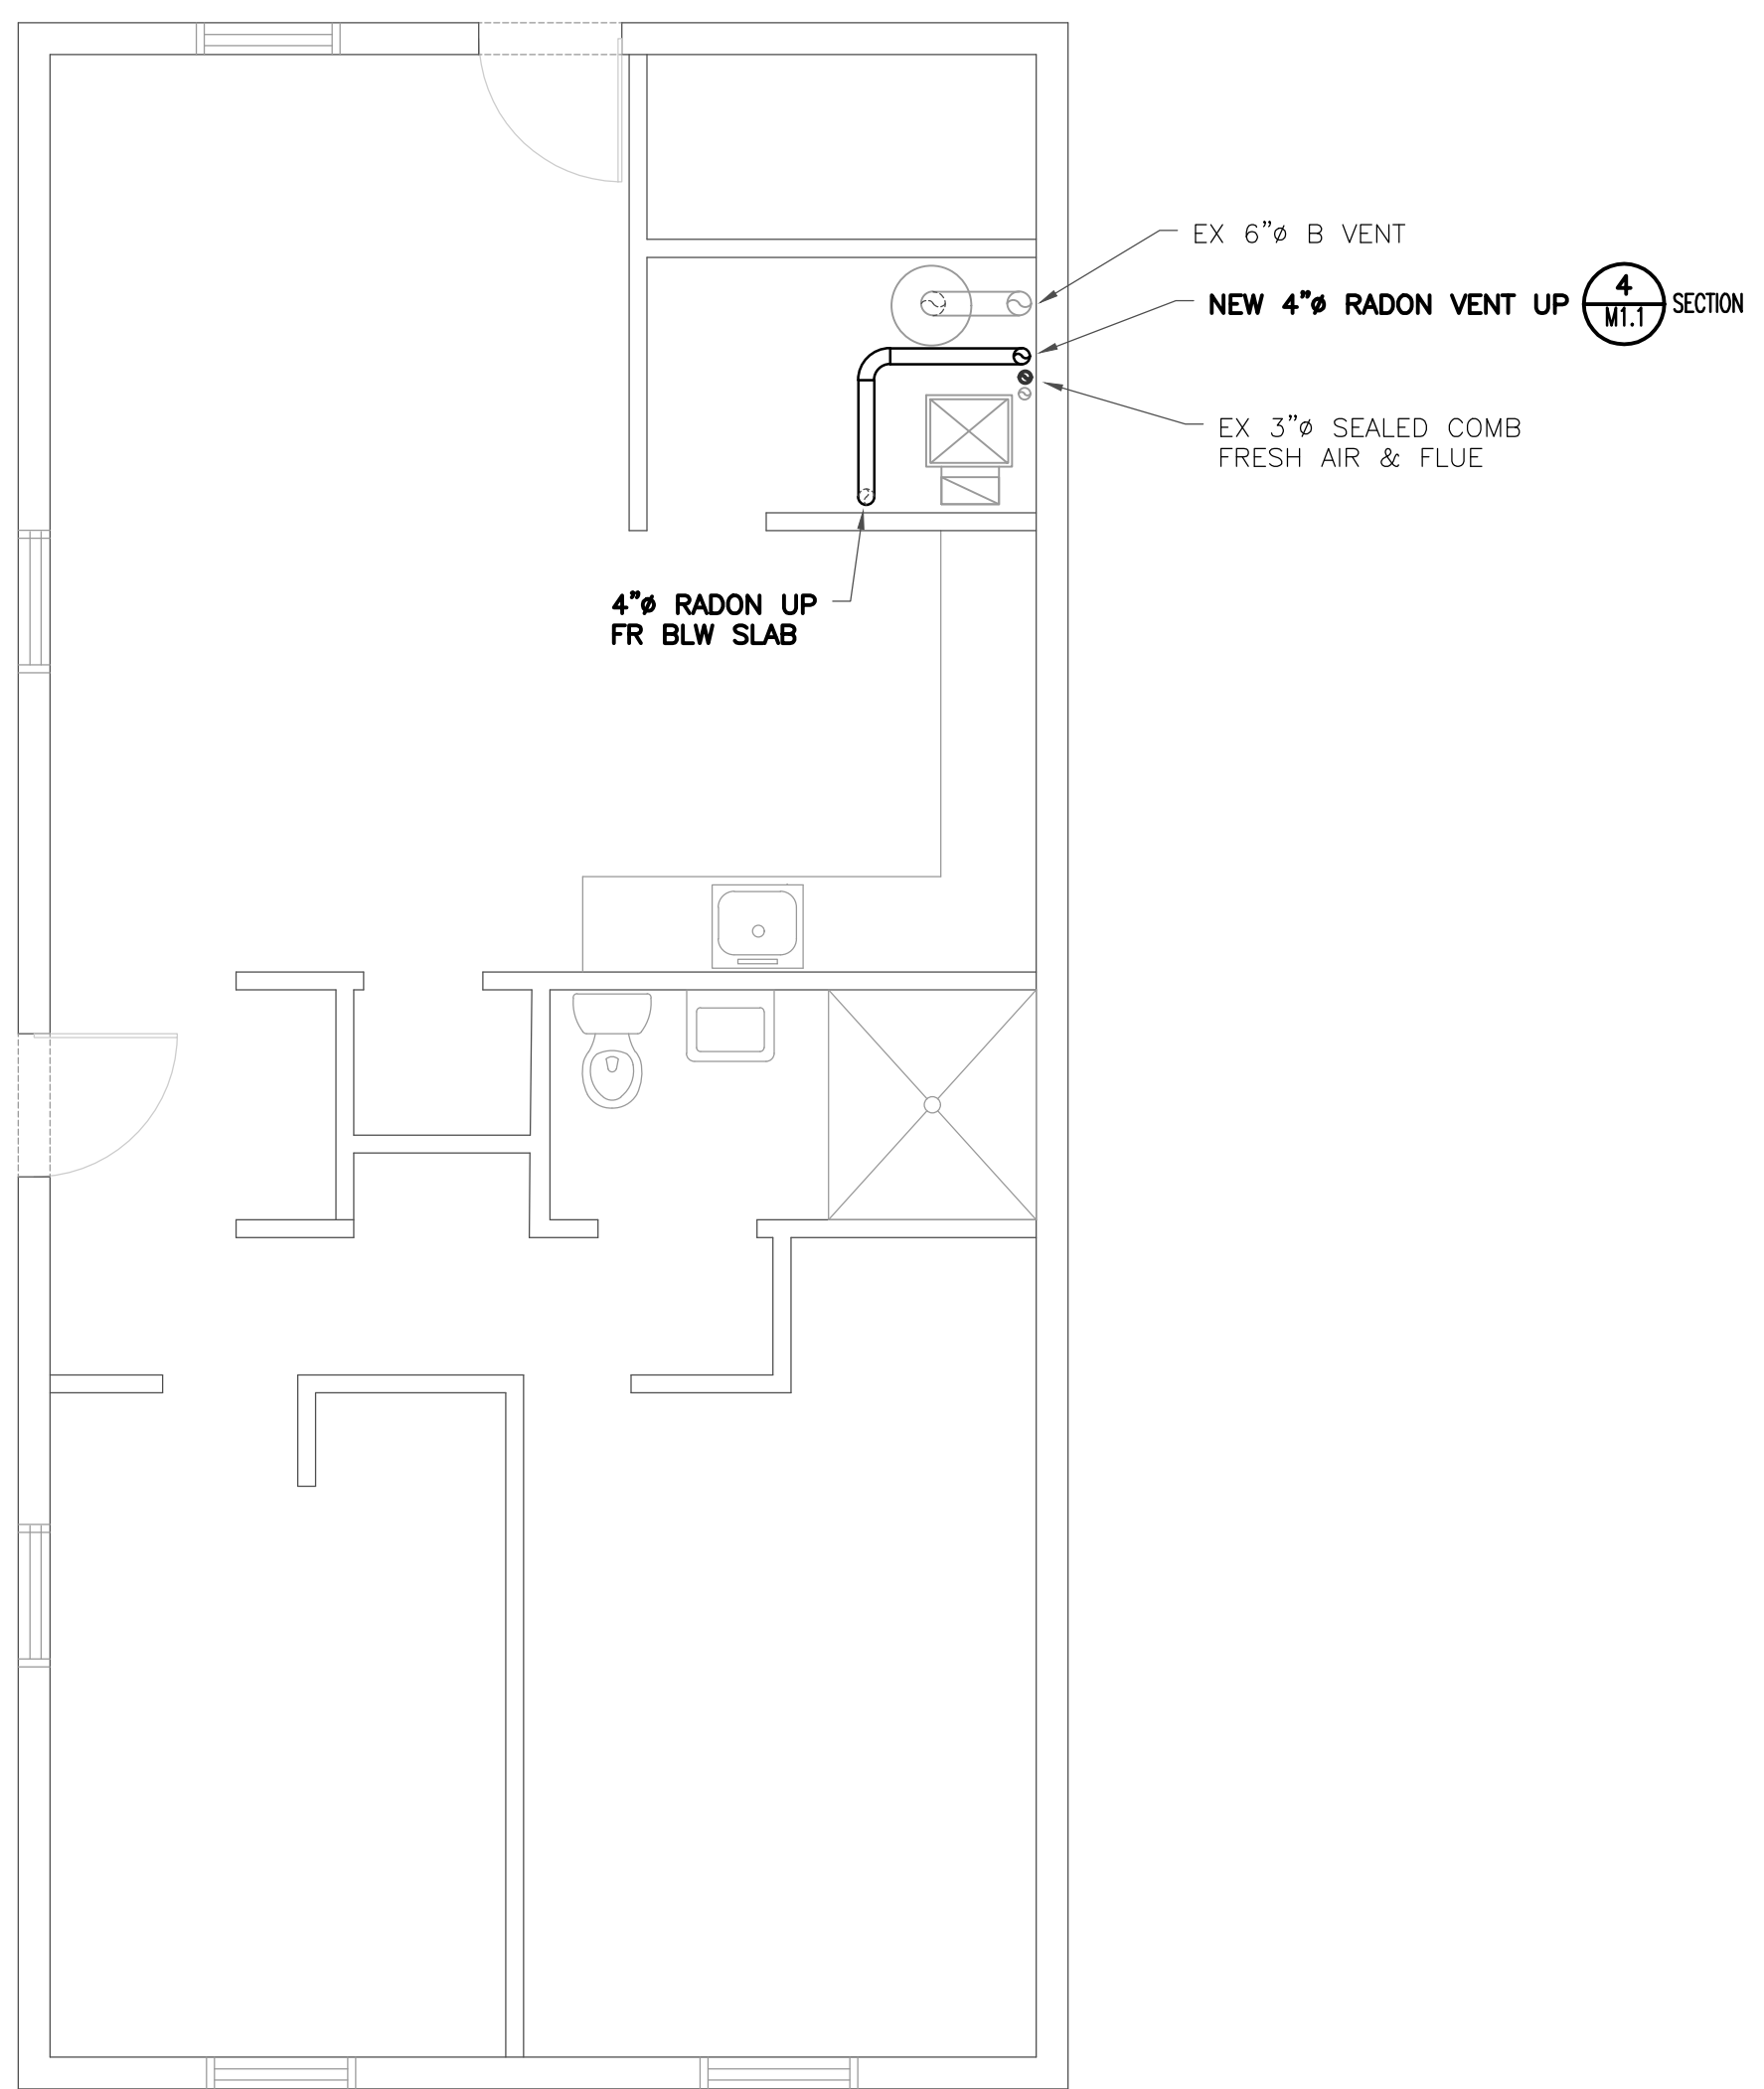 EX 6"ø B VENT
NEW 4"ø RADON VENT UP
4
M1.1
SECTION
EX 3"ø SEALED COMB
FRESH AIR & FLUE
4"ø RADON UP
FR BLW SLAB